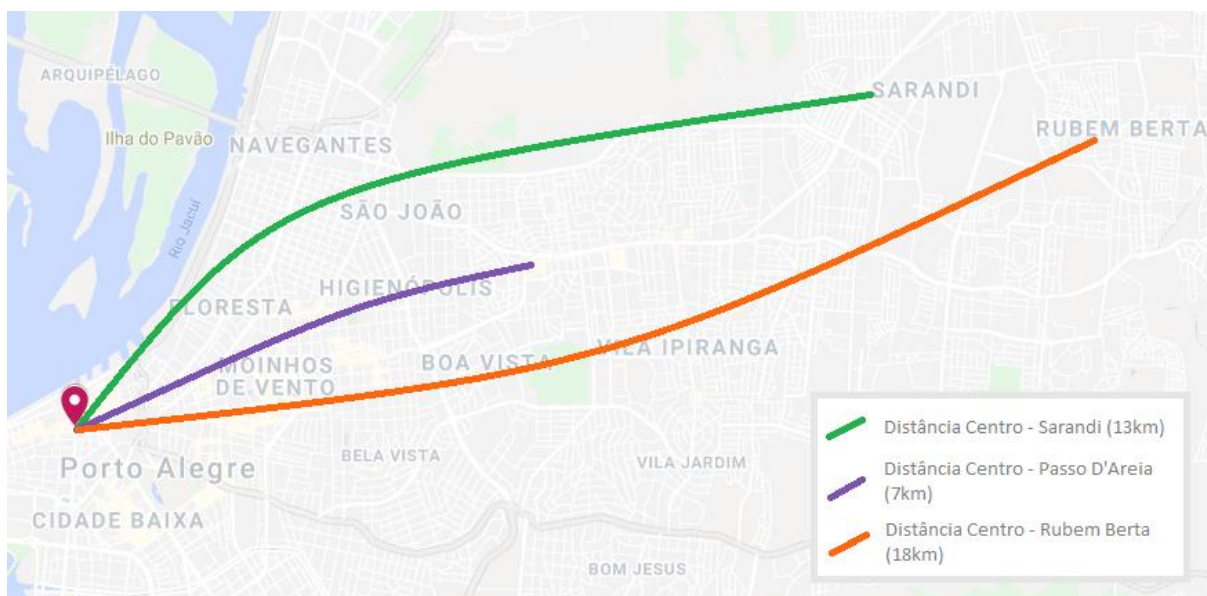 ARQUIPÉLAGO
SARANDI
RUBEM BERTA
Ilha do Pavão
NAVEGANTES
SÃO JOÃO
Rio Jacuí
HIGIENÓPOLIS
FLORESTA
VILA IPIRANGA
BOA VISTA
MOINHOS
DE VENTO
Distância Centro - Sarandi (13km)
BELA VISTA
VILA JARDIM
Porto Alegre
Distância Centro - Passo D'Areia
(7km)
CIDADE BAIXA
Distância Centro - Rubem Berta
(18km)
BOM JESUS